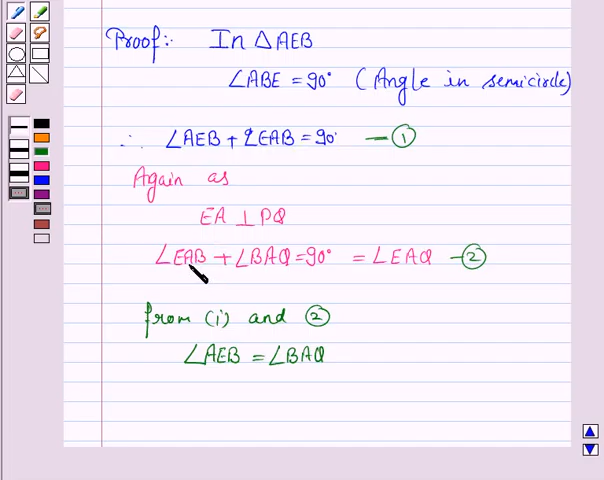 Proof:- In △AEB
∠ABE = 90° (Angle in semicircle)
∴ ∠AEB + ∠EAB = 90° —①
Again as
EA ⊥ PQ
∠EAB + ∠BAQ = 90° = ∠EAQ —②
from (i) and ②
∠AEB = ∠BAQ